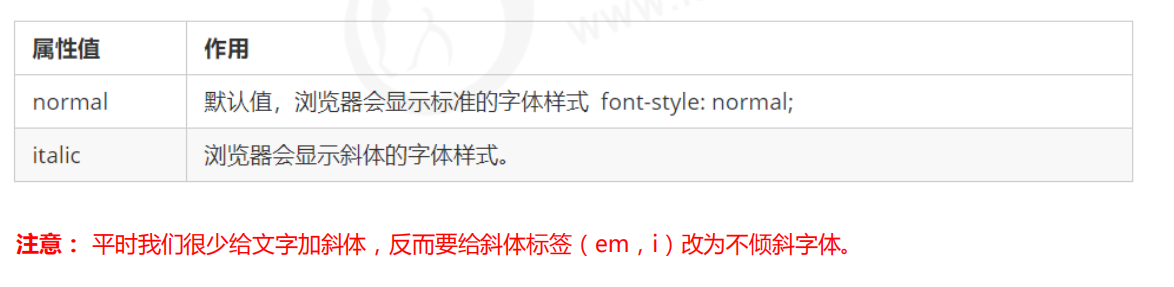 属性值 作用
normal 默认值，浏览器会显示标准的字体样式 font-style: normal;
italic 浏览器会显示斜体的字体样式。
注意： 平时我们很少给文字加斜体，反而要给斜体标签（em，i）改为不倾斜字体。